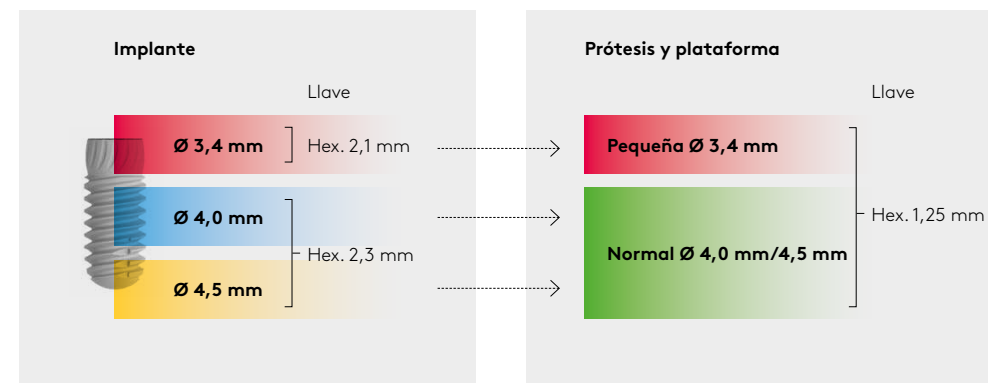 Implante
Llave
Ø 3,4 mm
Hex. 2,1 mm
Ø 4,0 mm
Hex. 2,3 mm
Ø 4,5 mm
Prótesis y plataforma
Llave
Pequeña Ø 3,4 mm
Hex. 1,25 mm
Normal Ø 4,0 mm/4,5 mm